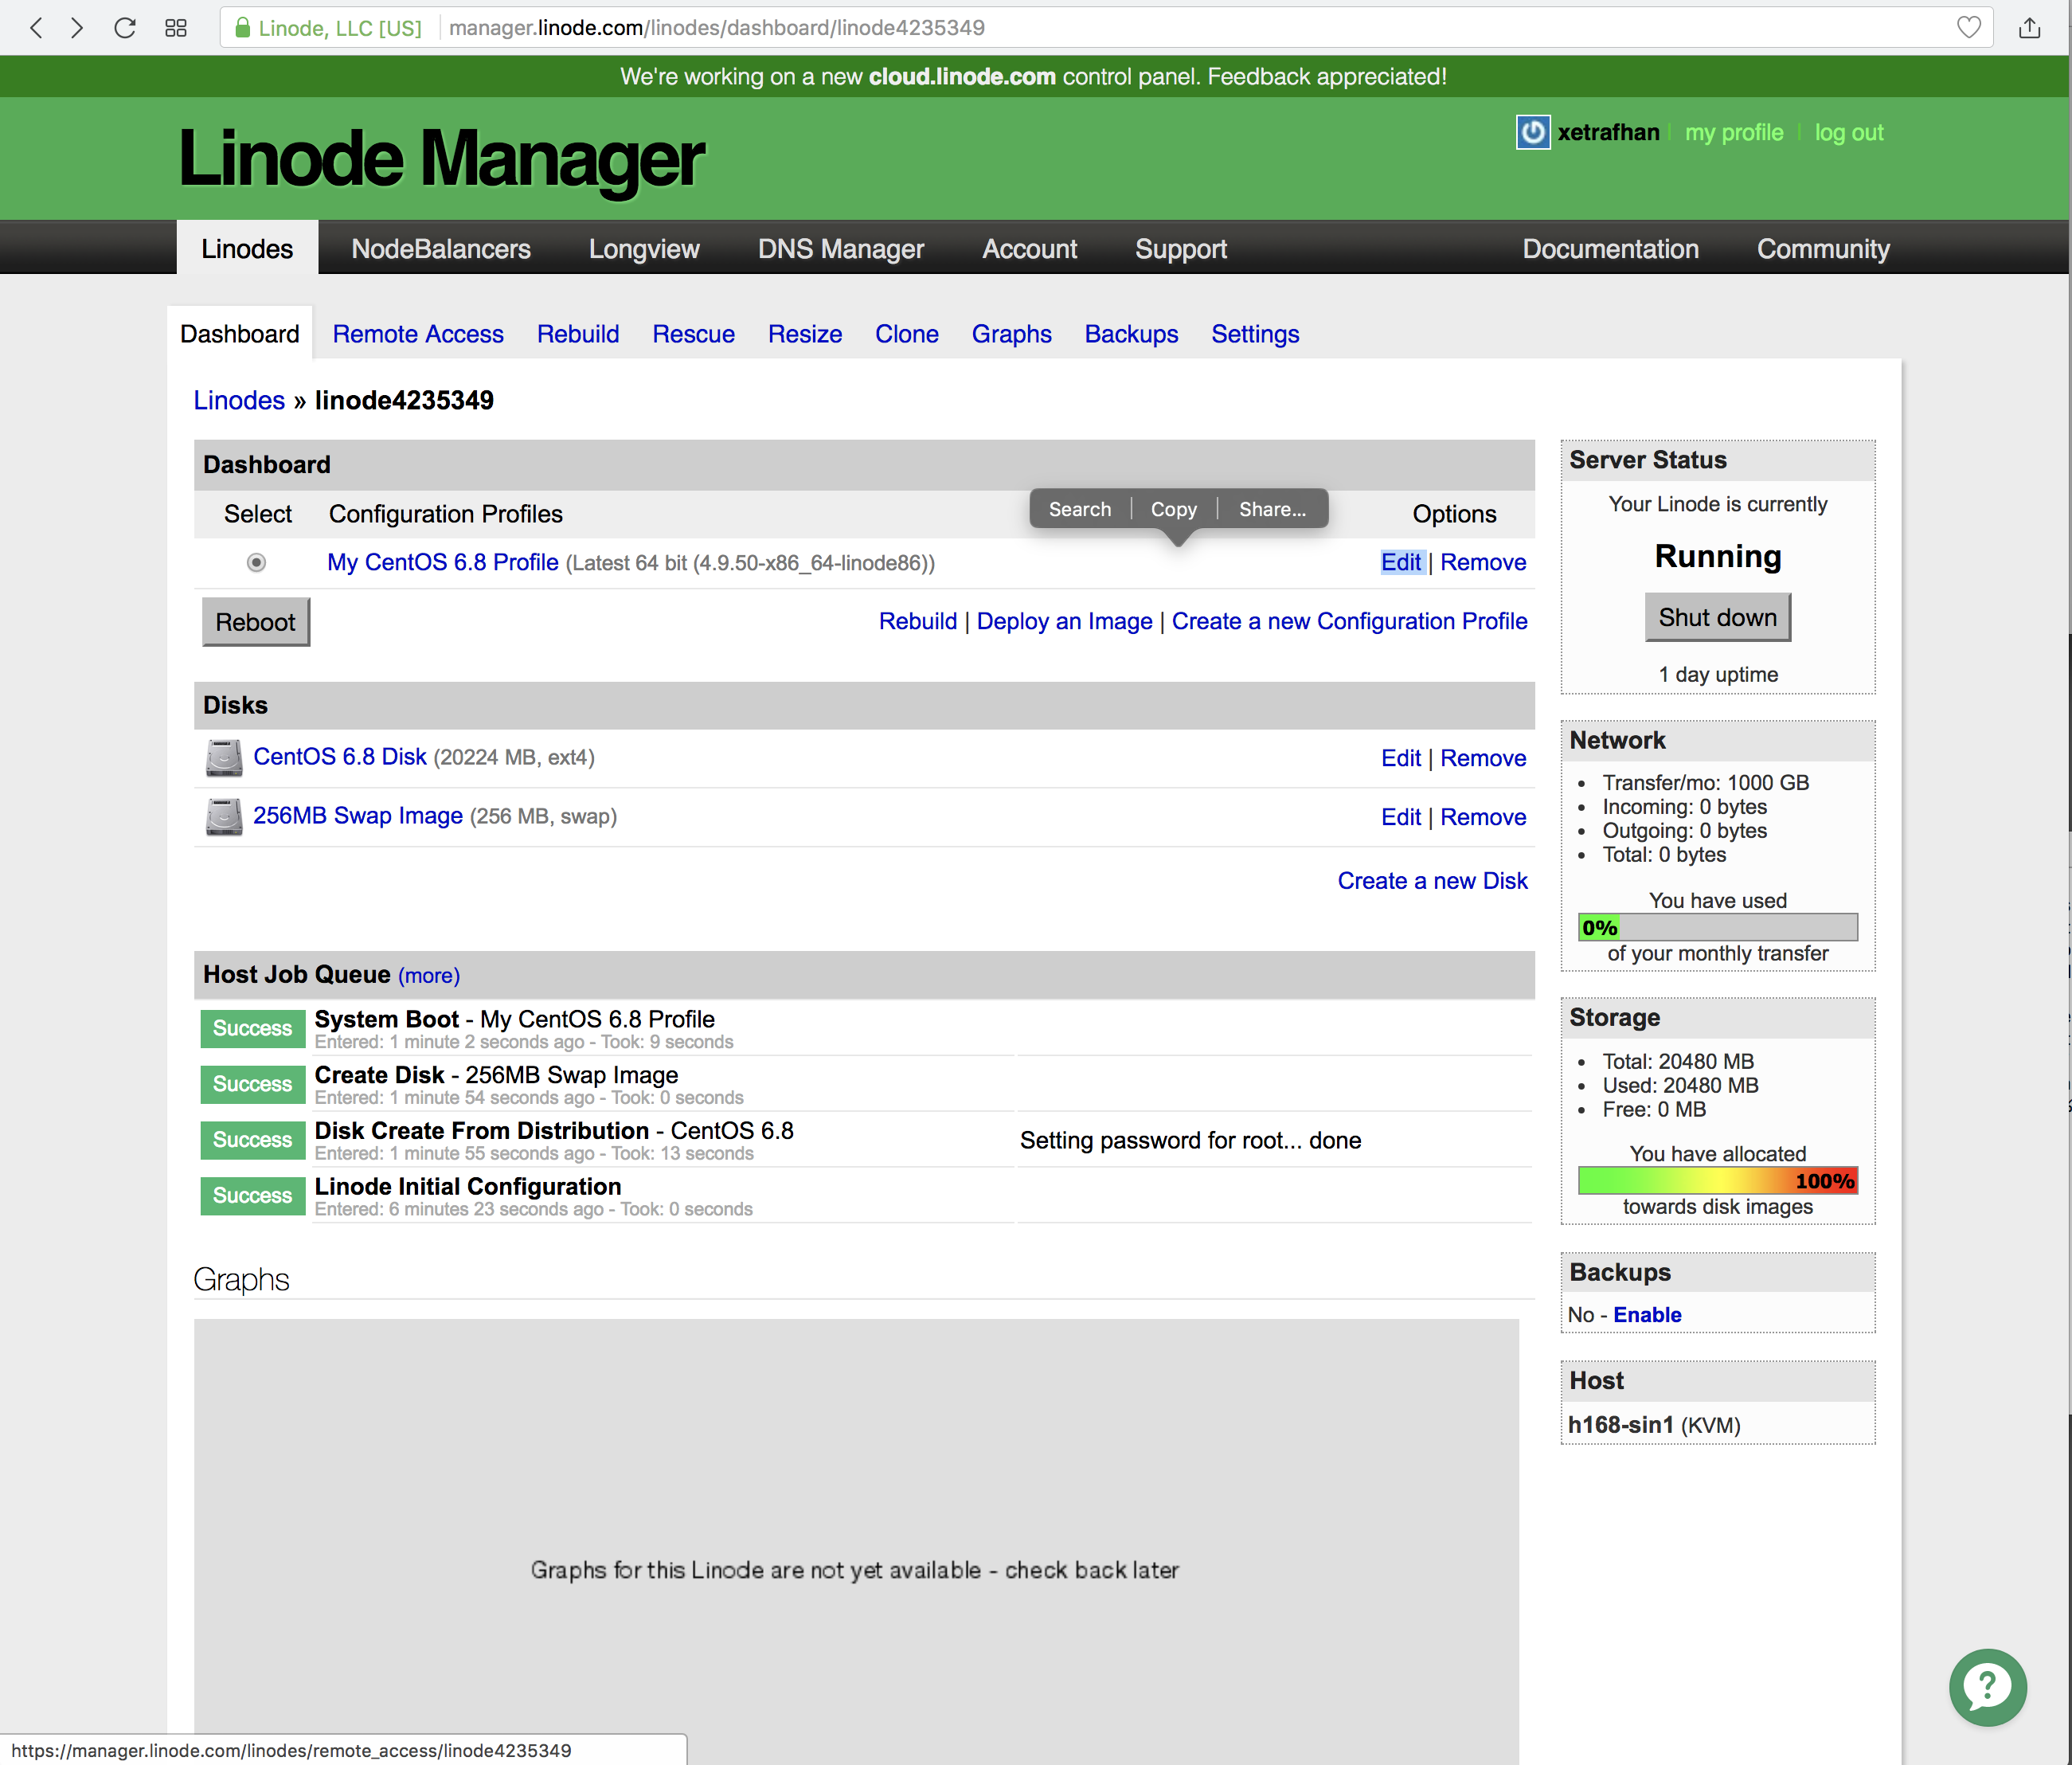 Linode, LLC [US] manager.linode.com/linodes/dashboard/linode4235349
We're working on a new cloud.linode.com control panel. Feedback appreciated!
Linode Manager
xetrafhan my profile log out
Linodes NodeBalancers Longview DNS Manager Account Support Documentation Community
Dashboard Remote Access Rebuild Rescue Resize Clone Graphs Backups Settings
Linodes » linode4235349
Dashboard
Search Copy Share...
Select Configuration Profiles Options
My CentOS 6.8 Profile (Latest 64 bit (4.9.50-x86_64-linode86)) Edit | Remove
Reboot Rebuild | Deploy an Image | Create a new Configuration Profile
Disks
CentOS 6.8 Disk (20224 MB, ext4) Edit | Remove
256MB Swap Image (256 MB, swap) Edit | Remove
Create a new Disk
Host Job Queue (more)
Success System Boot - My CentOS 6.8 Profile
Entered: 1 minute 2 seconds ago - Took: 9 seconds
Success Create Disk - 256MB Swap Image
Entered: 1 minute 54 seconds ago - Took: 0 seconds
Success Disk Create From Distribution - CentOS 6.8
Entered: 1 minute 55 seconds ago - Took: 13 seconds
Setting password for root... done
Success Linode Initial Configuration
Entered: 6 minutes 23 seconds ago - Took: 0 seconds
Graphs
Graphs for this Linode are not yet available - check back later
Server Status
Your Linode is currently
Running
Shut down
1 day uptime
Network
Transfer/mo: 1000 GB
Incoming: 0 bytes
Outgoing: 0 bytes
Total: 0 bytes
You have used
0%
of your monthly transfer
Storage
Total: 20480 MB
Used: 20480 MB
Free: 0 MB
You have allocated
100%
towards disk images
Backups
No - Enable
Host
h168-sin1 (KVM)
https://manager.linode.com/linodes/remote_access/linode4235349